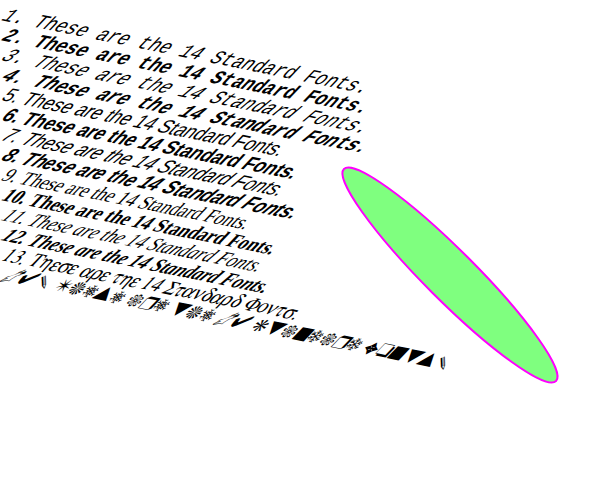 1. These are the 14 Standard Fonts.
2. These are the 14 Standard Fonts.
3. These are the 14 Standard Fonts.
4. These are the 14 Standard Fonts.
5. These are the 14 Standard Fonts.
6. These are the 14 Standard Fonts.
7. These are the 14 Standard Fonts.
8. These are the 14 Standard Fonts.
9. These are the 14 Standard Fonts.
10. These are the 14 Standard Fonts.
11. These are the 14 Standard Fonts.
12. These are the 14 Standard Fonts.
13. Τηεσε αρε τηε 14 Στανδαρδ Φοντσ.
✑✔✎ ✴❈❅▲❅ ❁❒❅ ▼❈❅ ✑✔ ✳▼❁■❄❁❒❄ ✦❏■▼▲✎